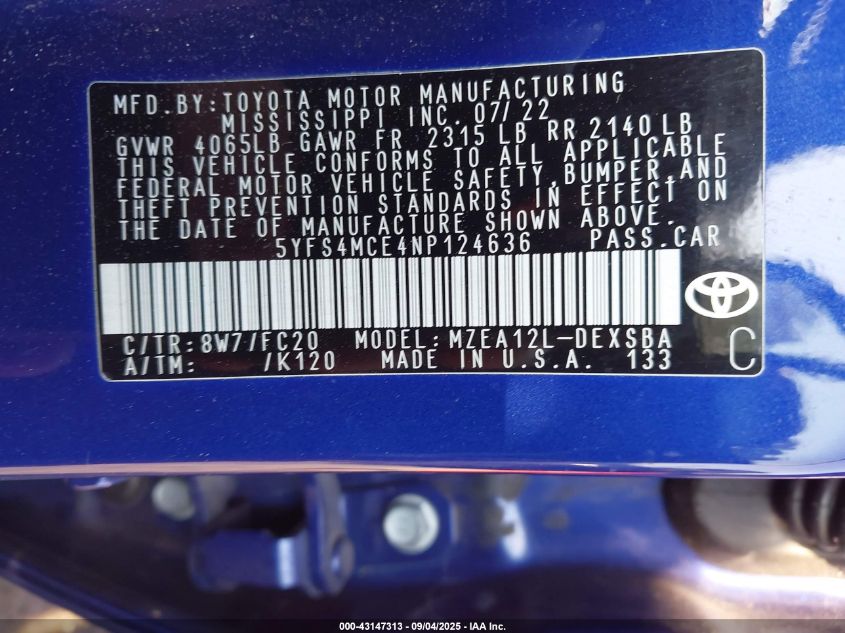 MFD.BY:TOYOTA MOTOR MANUFACTURING
MISSISSIPPI INC. 07/22
GVWR 4065LB GAWR FR 2315 LB RR 2140LB
THIS VEHICLE CONFORMS TO ALL APPLICABLE
FEDERAL MOTOR VEHICLE SAFETY,BUMPER,AND
THEFT PREVENTION STANDARDS IN EFFECT ON
THE DATE OF MANUFACTURE SHOWN ABOVE.
5YFS4MCE4NP124636 PASS.CAR
C/TR:8W7/FC20 MODEL:MZEA12L-DEXSBA
A/TM: /K120 MADE IN U.S.A. 133 C
000-43147313 - 09/04/2025 - IAA Inc.